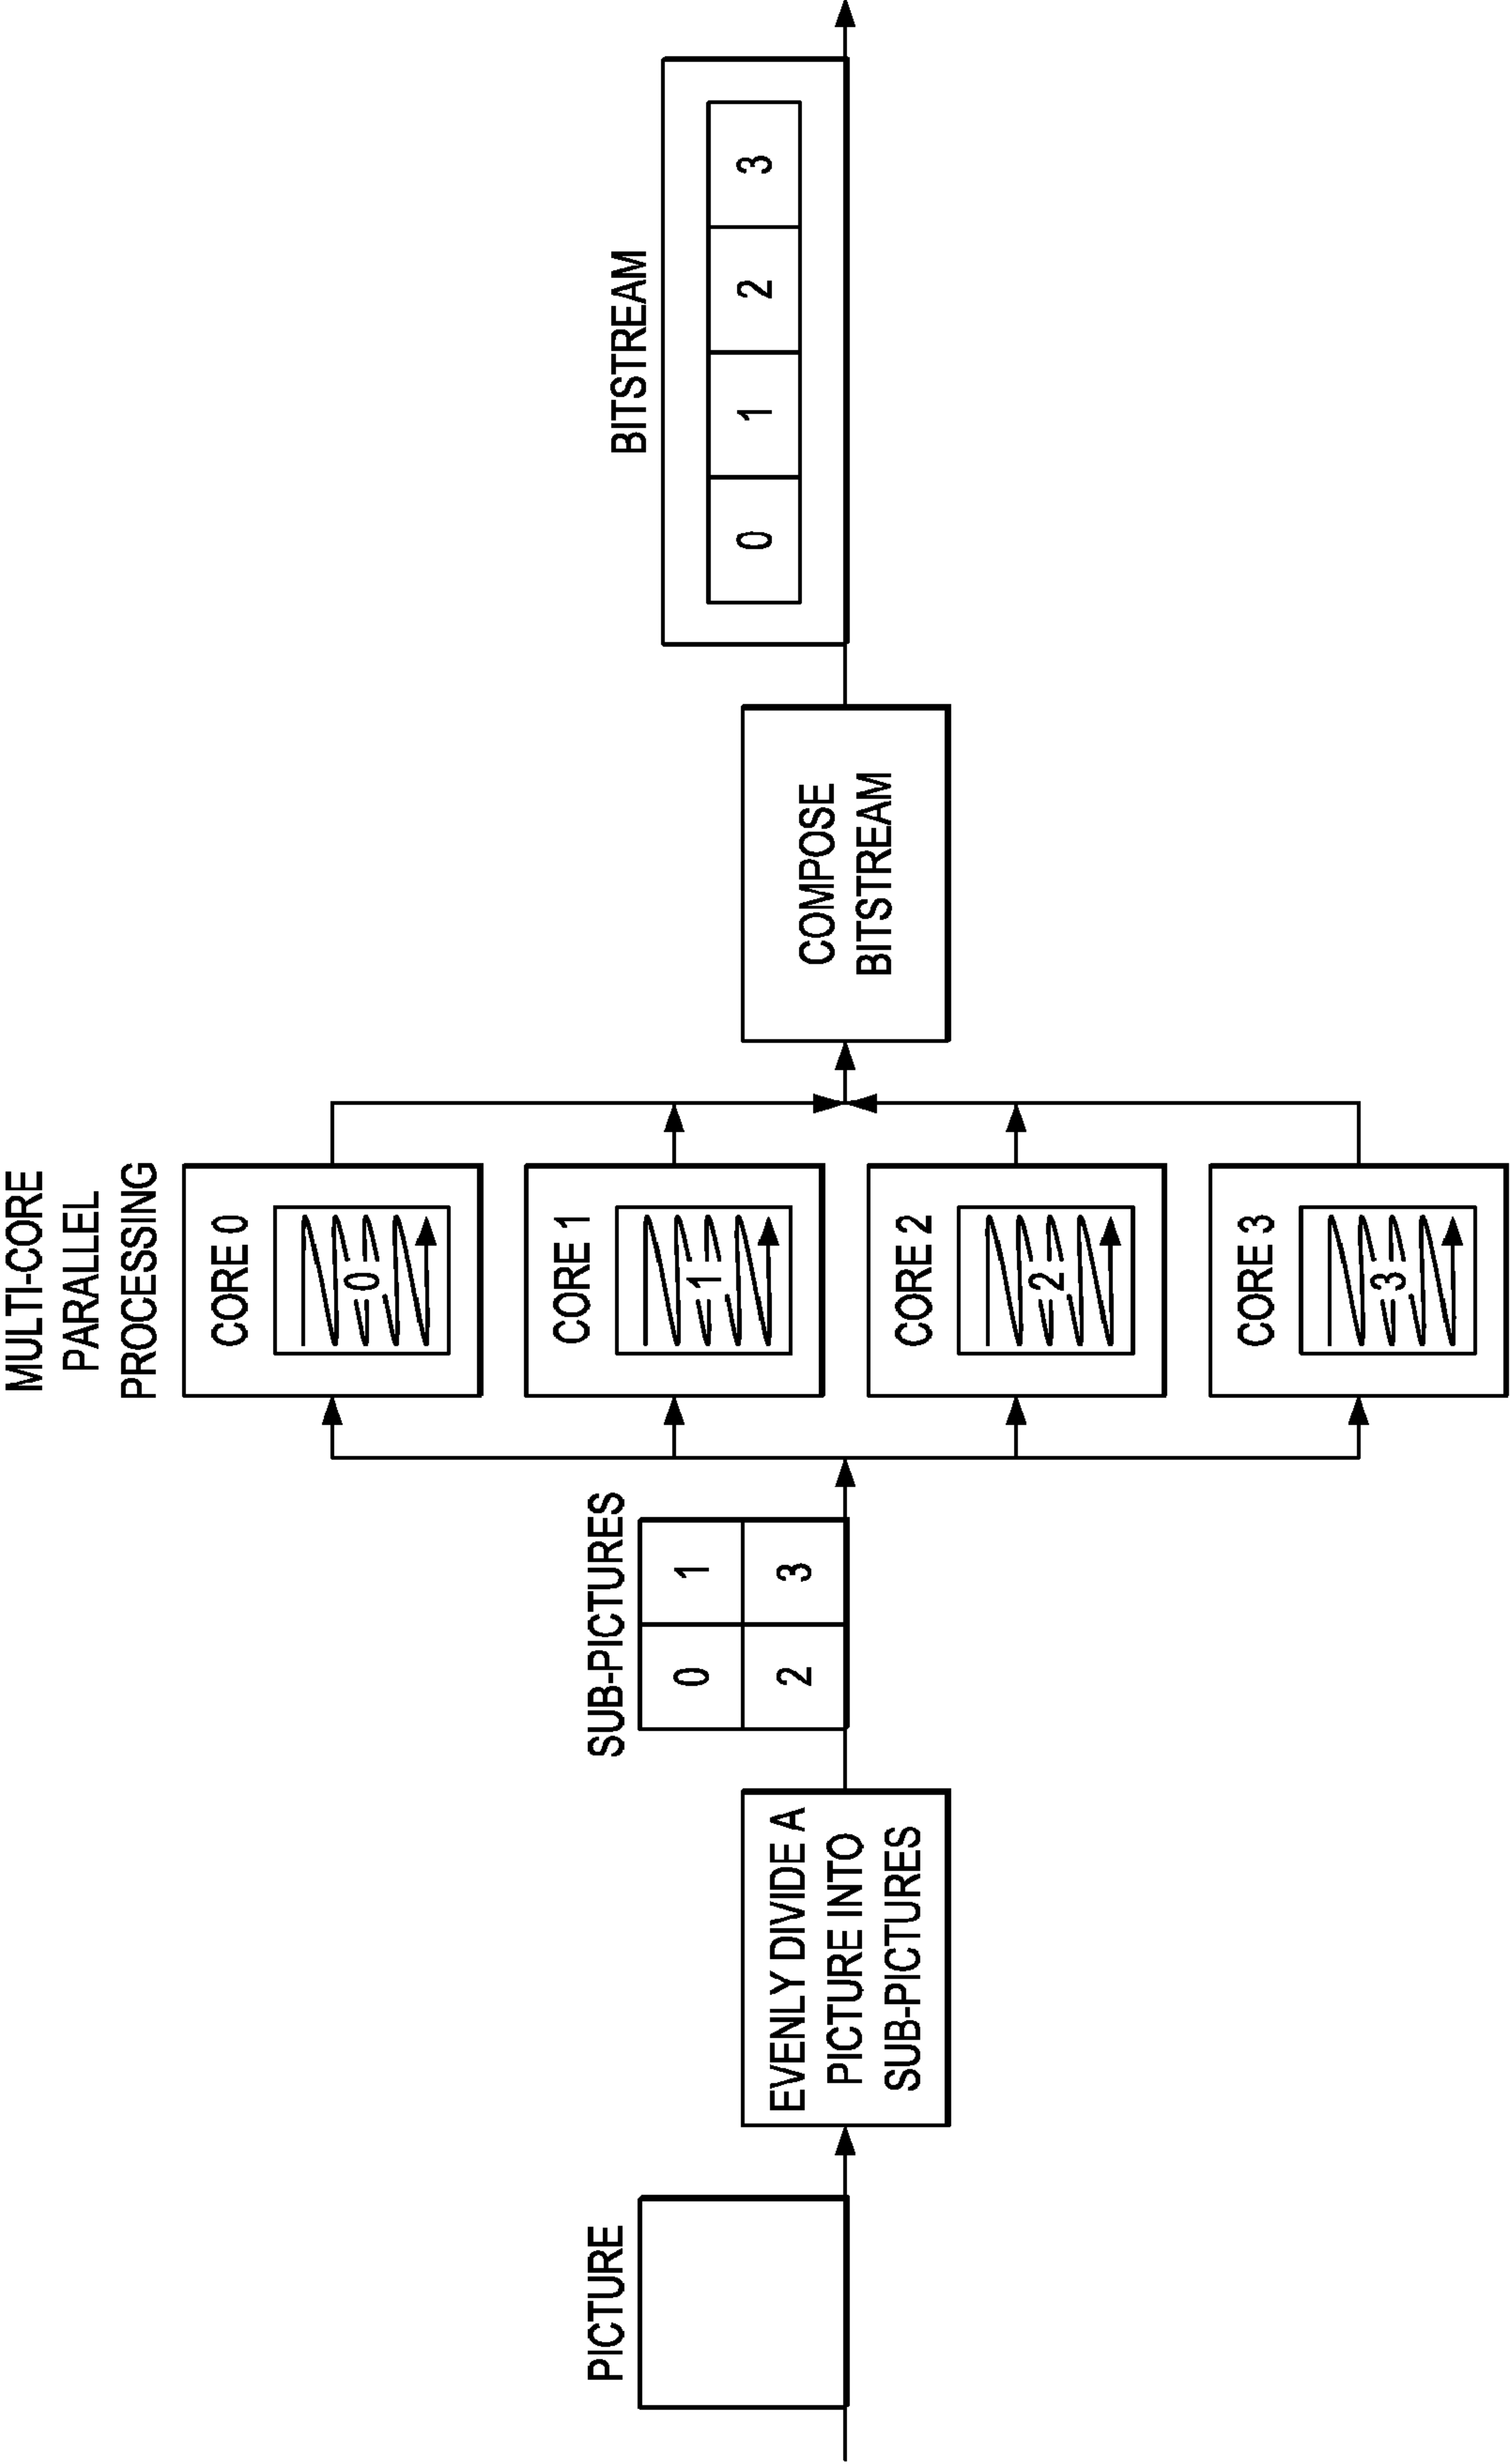 PICTURE
EVENLY DIVIDE A
PICTURE INTO
SUB-PICTURES
SUB-PICTURES
0 1
2 3
MULTI-CORE
PARALLEL
PROCESSING
CORE 0
0
CORE 1
1
CORE 2
2
CORE 3
3
COMPOSE
BITSTREAM
BITSTREAM
0 1 2 3